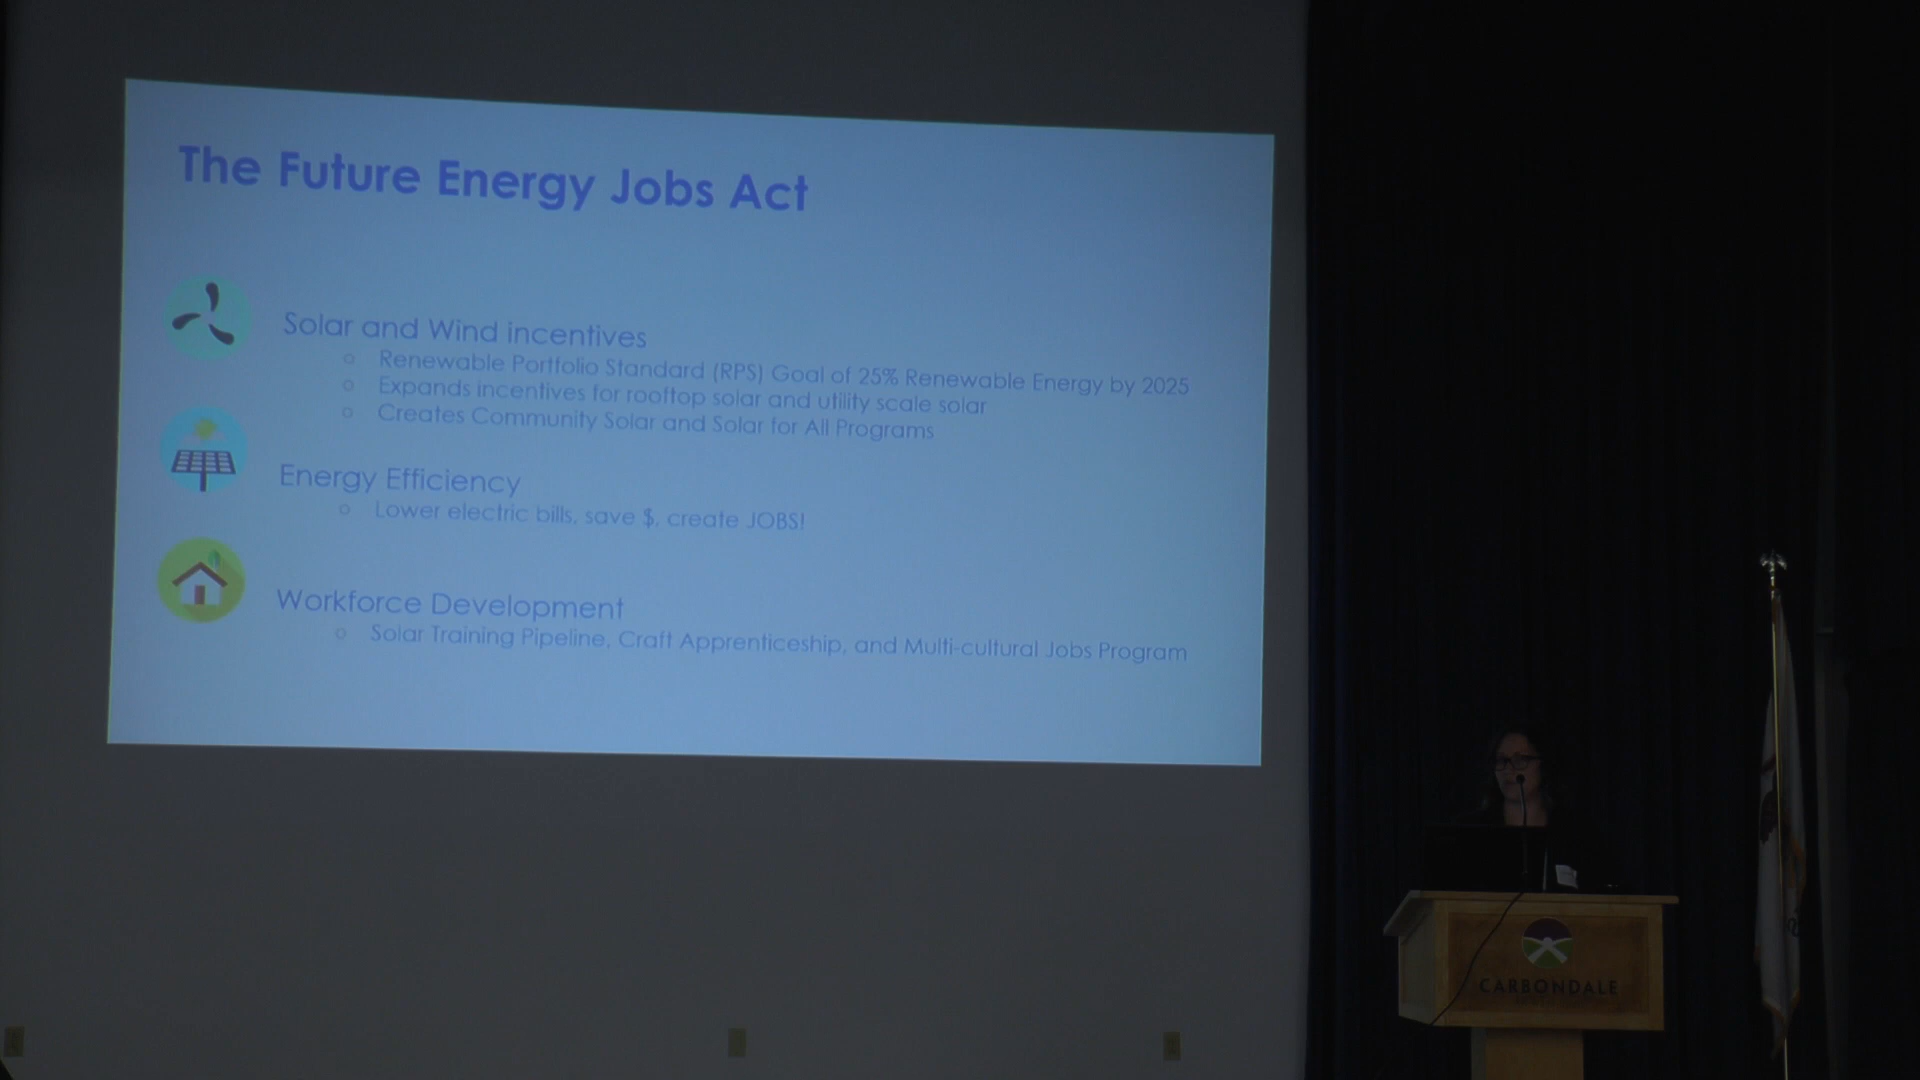 The Future Energy Jobs Act
Solar and Wind incentives
Renewable Portfolio Standard (RPS) Goal of 25% Renewable Energy by 2025
Expands incentives for rooftop solar and utility scale solar
Creates Community Solar and Solar for All Programs
Energy Efficiency
Lower electric bills, save $, create JOBS!
Workforce Development
Solar Training Pipeline, Craft Apprenticeship, and Multi-cultural Jobs Program
CARBONDALE